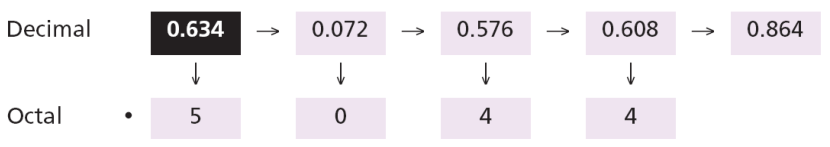 Decimal 0.634 → 0.072 → 0.576 → 0.608 → 0.864
↓ ↓ ↓ ↓
Octal • 5 0 4 4